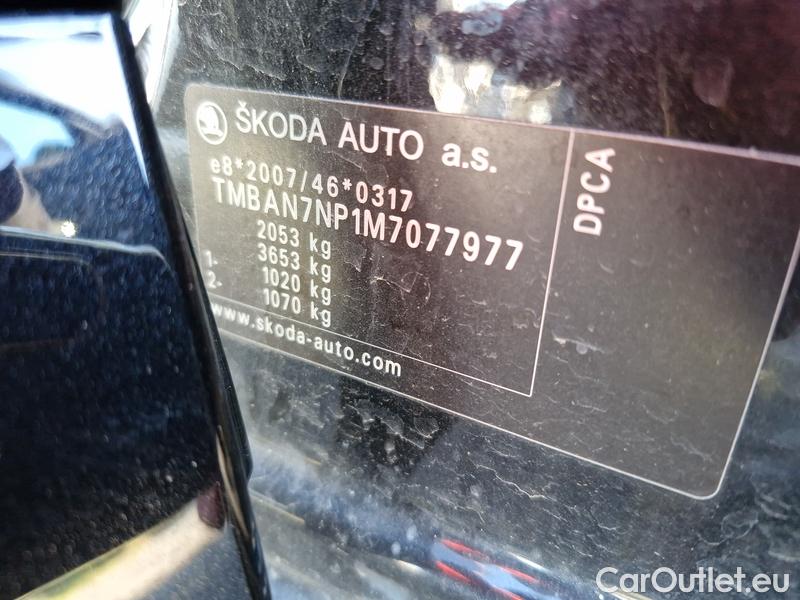 ŠKODA AUTO a.s.
e8*2007/46*0317
TMBAN7NP1M7077977
2053 kg
3653 kg
1- 1020 kg
2- 1070 kg
www.skoda-auto.com
DPCA
CarOutlet.eu